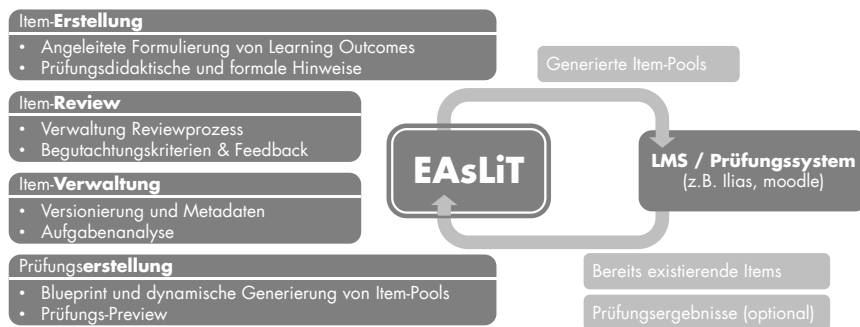 Item-Erstellung
• Angeleitete Formulierung von Learning Outcomes
• Prüfungsdidaktische und formale Hinweise
Item-Review
• Verwaltung Reviewprozess
• Begutachtungskriterien & Feedback
Item-Verwaltung
• Versionierung und Metadaten
• Aufgabenanalyse
Prüfungserstellung
• Blueprint und dynamische Generierung von Item-Pools
• Prüfungs-Preview
EAsLiT
Generierte Item-Pools
LMS / Prüfungssystem
(z.B. Ilias, moodle)
Bereits existierende Items
Prüfungsergebnisse (optional)